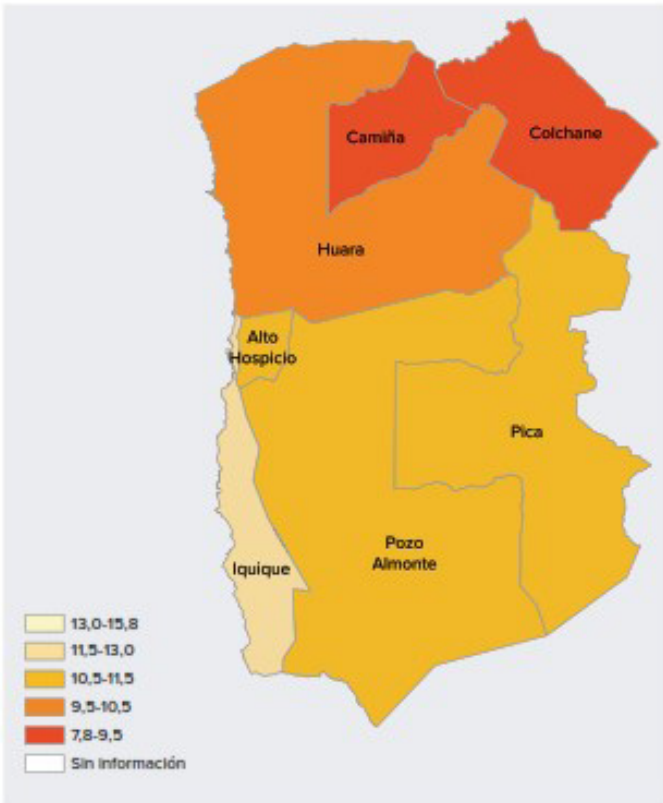 Camiña
Colchane
Huara
Alto
Hospicio
Pica
Pozo
Almonte
Iquique
13,0-15,8
11,5-13,0
10,5-11,5
9,5-10,5
7,8-9,5
Sin información